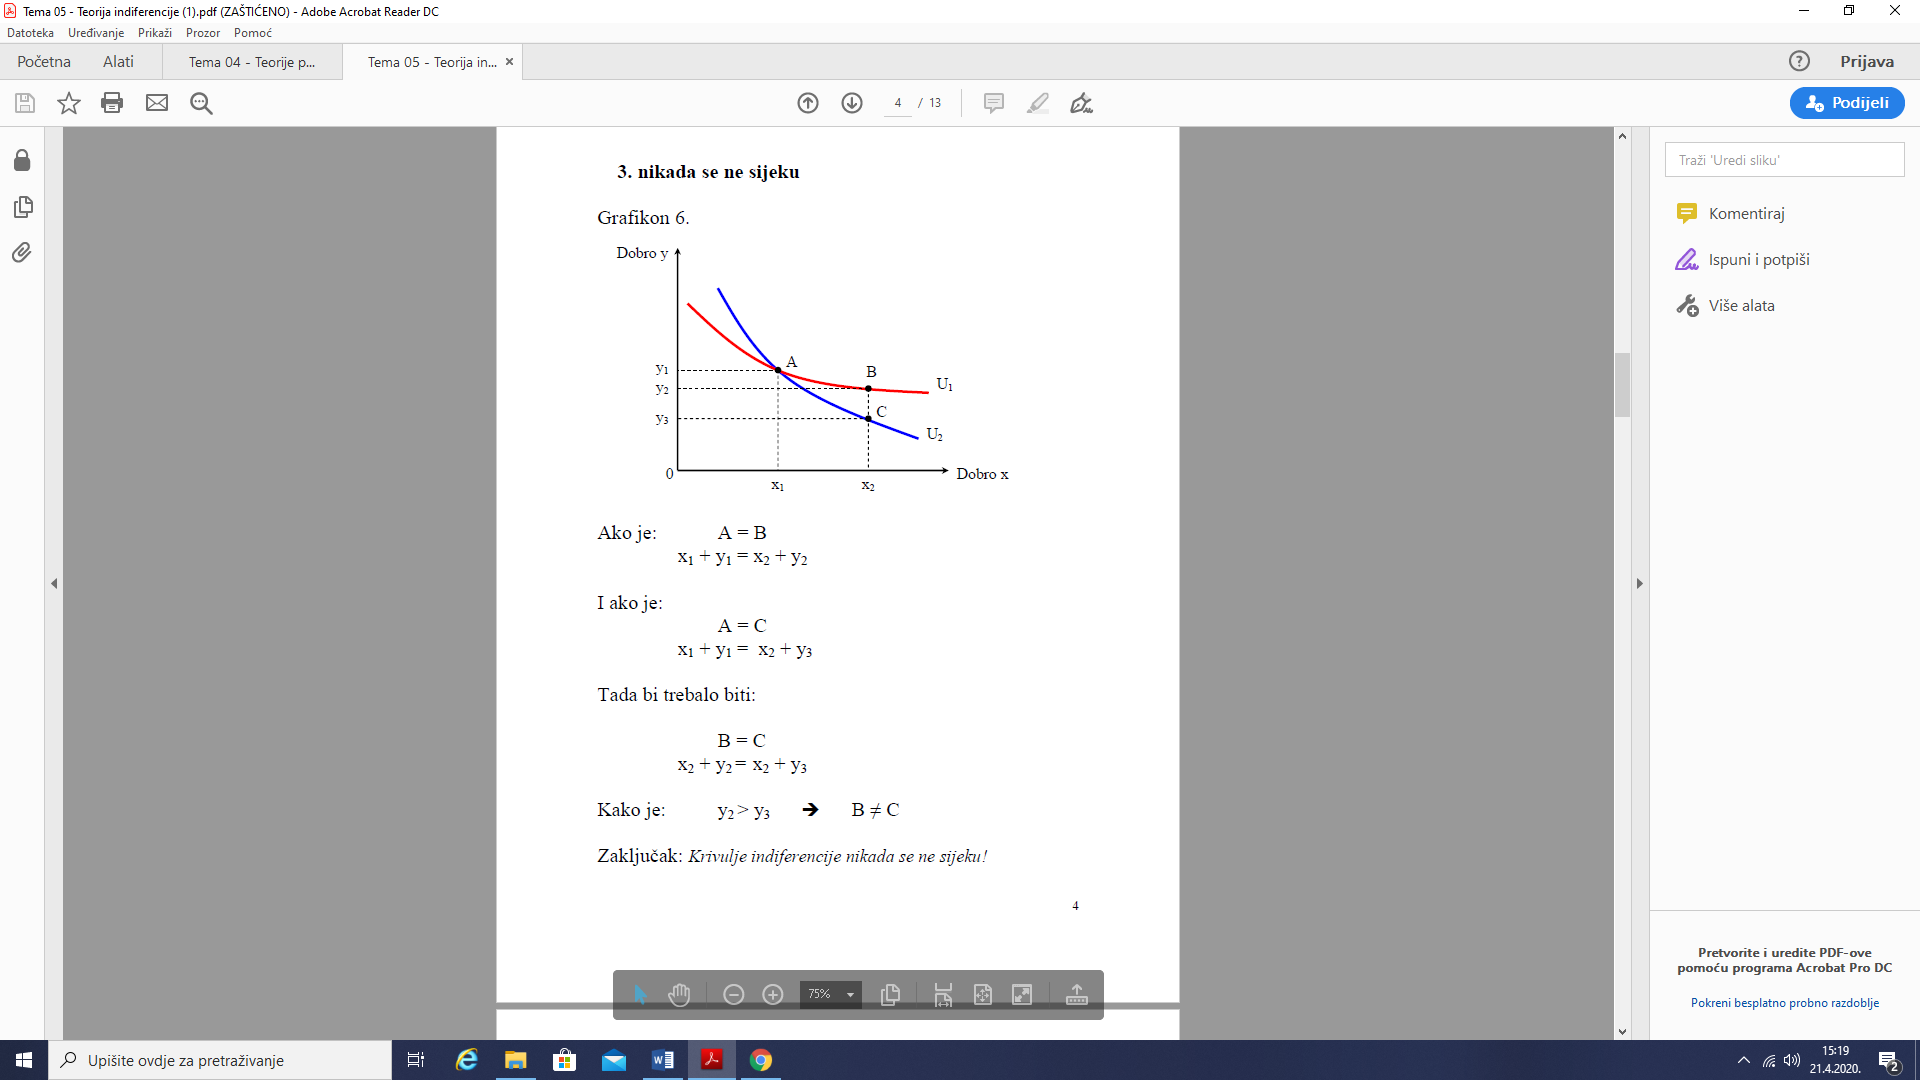 Tema 05 - Teorija indiferencije (1).pdf (ZAŠTIĆENO) - Adobe Acrobat Reader DC
Datoteka Uređivanje Prikaži Prozor Pomoć
Početna Alati Tema 04 - Teorije p... Tema 05 - Teorija in... Prijava
4 / 13 Podijeli
3. nikada se ne sijeku
Grafikon 6.
Dobro y
A
y₁
B
y₂
U₁
C
y₃
U₂
0
Dobro x
x₁ x₂
Ako je: A = B
x₁ + y₁ = x₂ + y₂
I ako je:
A = C
x₁ + y₁ = x₂ + y₃
Tada bi trebalo biti:
B = C
x₂ + y₂ = x₂ + y₃
Kako je: y₂ > y₃ ➔ B ≠ C
Zaključak: Krivulje indiferencije nikada se ne sijeku!
4
75%
Traži 'Uredi sliku'
Komentiraj
Ispuni i potpiši
Više alata
Pretvorite i uredite PDF-ove
pomoću programa Acrobat Pro DC
Pokreni besplatno probno razdoblje
Upišite ovdje za pretraživanje
15:19
21.4.2020.
2